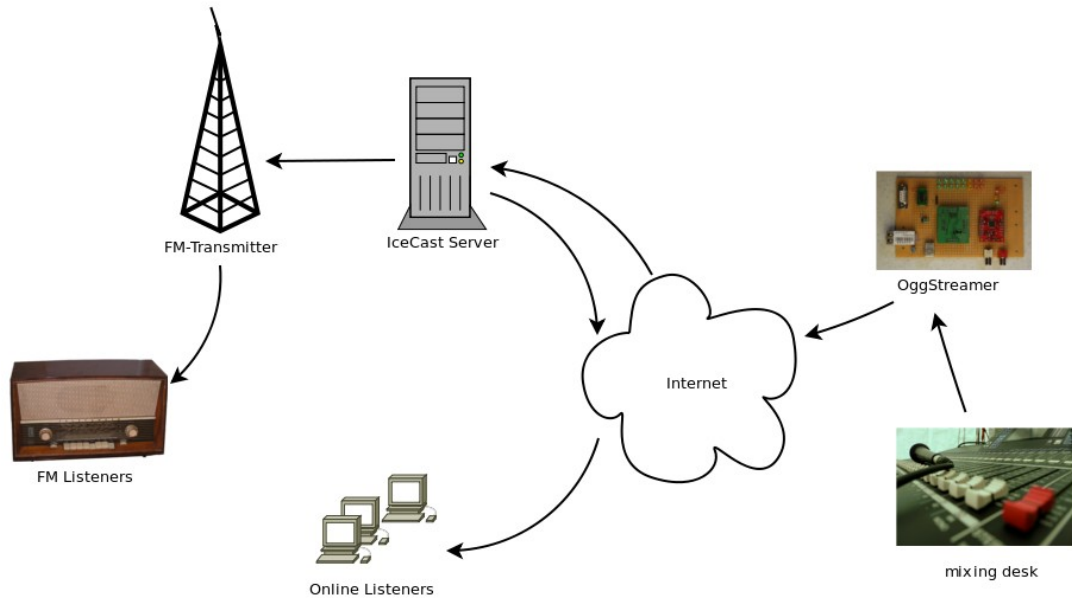 FM-Transmitter
IceCast Server
OggStreamer
Internet
FM Listeners
mixing desk
Online Listeners